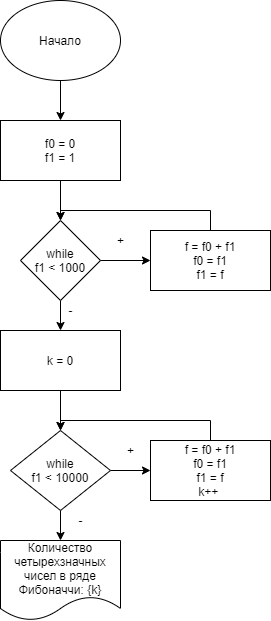 Начало
f0 = 0
f1 = 1
while
f1 < 1000
+
f = f0 + f1
f0 = f1
f1 = f
-
k = 0
while
f1 < 10000
+
f = f0 + f1
f0 = f1
f1 = f
k++
-
Количество
четырехзначных
чисел в ряде
Фибоначчи: {k}